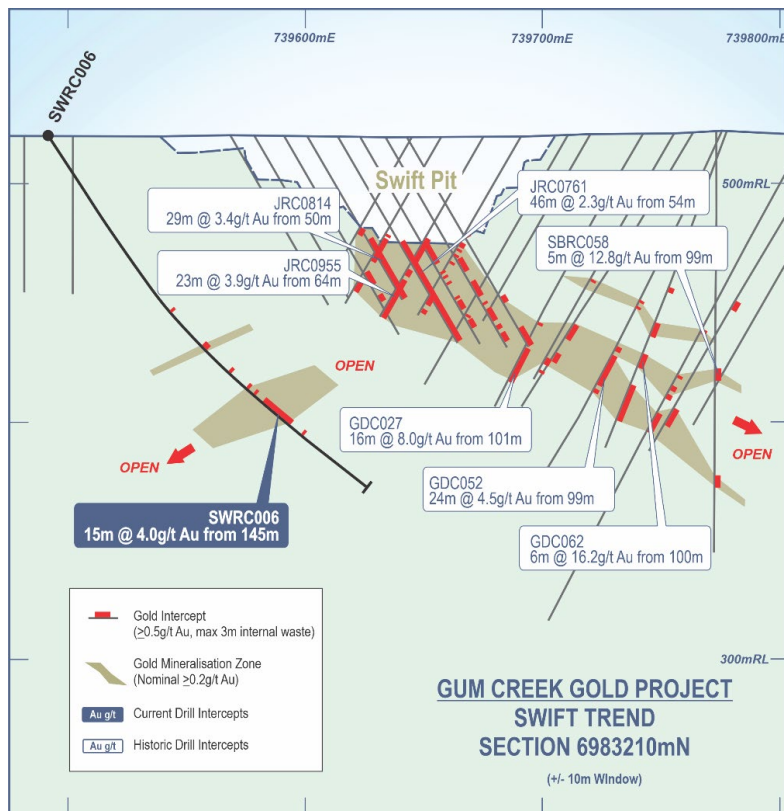 739600mE
739700mE
739800mE
SWRC006
Swift Pit
500mRL
JRC0814
29m @ 3.4g/t Au from 50m
JRC0761
46m @ 2.3g/t Au from 54m
JRC0955
23m @ 3.9g/t Au from 64m
SBRC058
5m @ 12.8g/t Au from 99m
OPEN
GDC027
16m @ 8.0g/t Au from 101m
OPEN
OPEN
GDC052
24m @ 4.5g/t Au from 99m
SWRC006
15m @ 4.0g/t Au from 145m
GDC062
6m @ 16.2g/t Au from 100m
Gold Intercept
(≥0.5g/t Au, max 3m internal waste)
Gold Mineralisation Zone
(Nominal ≥0.2g/t Au)
Au g/t Current Drill Intercepts
Au g/t Historic Drill Intercepts
300mRL
GUM CREEK GOLD PROJECT
SWIFT TREND
SECTION 6983210mN
(+/- 10m WIndow)